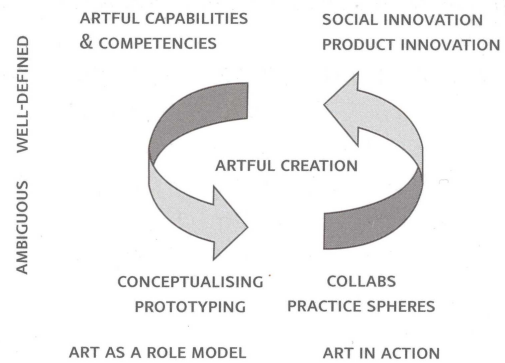 ARTFUL CAPABILITIES
& COMPETENCIES
SOCIAL INNOVATION
PRODUCT INNOVATION
WELL-DEFINED
AMBIGUOUS
ARTFUL CREATION
CONCEPTUALISING
PROTOTYPING
COLLABS
PRACTICE SPHERES
ART AS A ROLE MODEL
ART IN ACTION